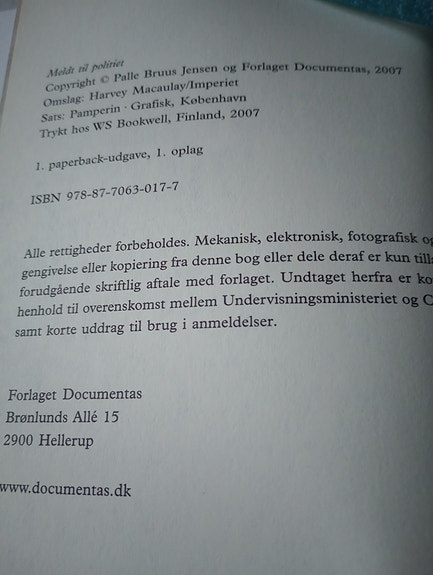 Meldt til politiet
Copyright © Palle Bruus Jensen og Forlaget Documentas, 2007
Omslag: Harvey Macaulay/Imperiet
Sats: Pamperin · Grafisk, København
Trykt hos WS Bookwell, Finland, 2007
1. paperback-udgave, 1. oplag
ISBN 978-87-7063-017-7
Alle rettigheder forbeholdes. Mekanisk, elektronisk, fotografisk og
gengivelse eller kopiering fra denne bog eller dele deraf er kun
forudgående skriftlig aftale med forlaget. Undtaget herfra er
henhold til overenskomst mellem Undervisningsministeriet og
samt korte uddrag til brug i anmeldelser.
Forlaget Documentas
Brønlunds Allé 15
2900 Hellerup
www.documentas.dk